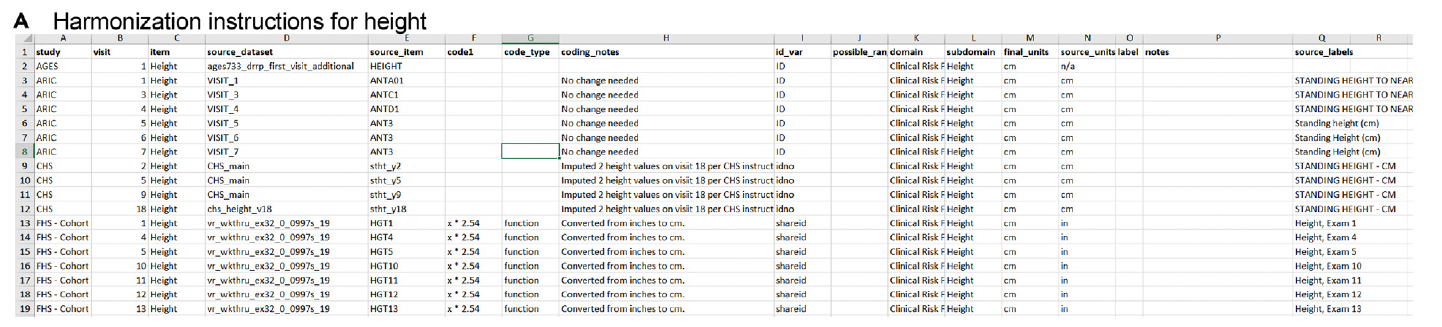 A Harmonization instructions for height
A B C D E F G H I J K L M N O P Q R
1 study visit item source_dataset source_item code1 code_type coding_notes id_var possible_ran domain subdomain final_units source_units label notes source_labels
2 AGES 1 Height ages733_drrp_first_visit_additional HEIGHT ID Clinical Risk F Height cm n/a
3 ARIC 1 Height VISIT_1 ANTA01 No change needed ID Clinical Risk F Height cm cm STANDING HEIGHT TO NEAR
4 ARIC 3 Height VISIT_3 ANTC1 No change needed ID Clinical Risk F Height cm cm STANDING HEIGHT TO NEAR
5 ARIC 4 Height VISIT_4 ANTD1 No change needed ID Clinical Risk F Height cm cm STANDING HEIGHT TO NEAR
6 ARIC 5 Height VISIT_5 ANT3 No change needed ID Clinical Risk F Height cm cm Standing height (cm)
7 ARIC 6 Height VISIT_6 ANT3 No change needed ID Clinical Risk F Height cm cm Standing Height (cm)
8 ARIC 7 Height VISIT_7 ANT3 No change needed ID Clinical Risk F Height cm cm Standing Height (cm)
9 CHS 2 Height CHS_main stht_y2 Imputed 2 height values on visit 18 per CHS instruct idno Clinical Risk F Height cm cm STANDING HEIGHT - CM
10 CHS 5 Height CHS_main stht_y5 Imputed 2 height values on visit 18 per CHS instruct idno Clinical Risk F Height cm cm STANDING HEIGHT - CM
11 CHS 9 Height CHS_main stht_y9 Imputed 2 height values on visit 18 per CHS instruct idno Clinical Risk F Height cm cm STANDING HEIGHT - CM
12 CHS 18 Height chs_height_v18 stht_y18 Imputed 2 height values on visit 18 per CHS instruct idno Clinical Risk F Height cm cm STANDING HEIGHT - CM
13 FHS - Cohort 1 Height vr_wkthru_ex32_0_0997s_19 HGT1 x * 2.54 function Converted from inches to cm. shareid Clinical Risk F Height cm in Height, Exam 1
14 FHS - Cohort 4 Height vr_wkthru_ex32_0_0997s_19 HGT4 x * 2.54 function Converted from inches to cm. shareid Clinical Risk F Height cm in Height, Exam 4
15 FHS - Cohort 5 Height vr_wkthru_ex32_0_0997s_19 HGT5 x * 2.54 function Converted from inches to cm. shareid Clinical Risk F Height cm in Height, Exam 5
16 FHS - Cohort 10 Height vr_wkthru_ex32_0_0997s_19 HGT10 x * 2.54 function Converted from inches to cm. shareid Clinical Risk F Height cm in Height, Exam 10
17 FHS - Cohort 11 Height vr_wkthru_ex32_0_0997s_19 HGT11 x * 2.54 function Converted from inches to cm. shareid Clinical Risk F Height cm in Height, Exam 11
18 FHS - Cohort 12 Height vr_wkthru_ex32_0_0997s_19 HGT12 x * 2.54 function Converted from inches to cm. shareid Clinical Risk F Height cm in Height, Exam 12
19 FHS - Cohort 13 Height vr_wkthru_ex32_0_0997s_19 HGT13 x * 2.54 function Converted from inches to cm. shareid Clinical Risk F Height cm in Height, Exam 13